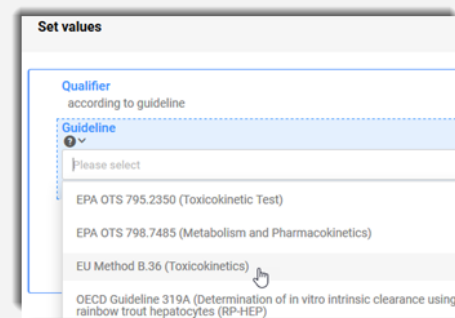 Set values
Qualifier
according to guideline
Guideline
Please select
EPA OTS 795.2350 (Toxicokinetic Test)
EPA OTS 798.7485 (Metabolism and Pharmacokinetics)
EU Method B.36 (Toxicokinetics)
OECD Guideline 319A (Determination of in vitro intrinsic clearance using
rainbow trout hepatocytes (RP-HEP)